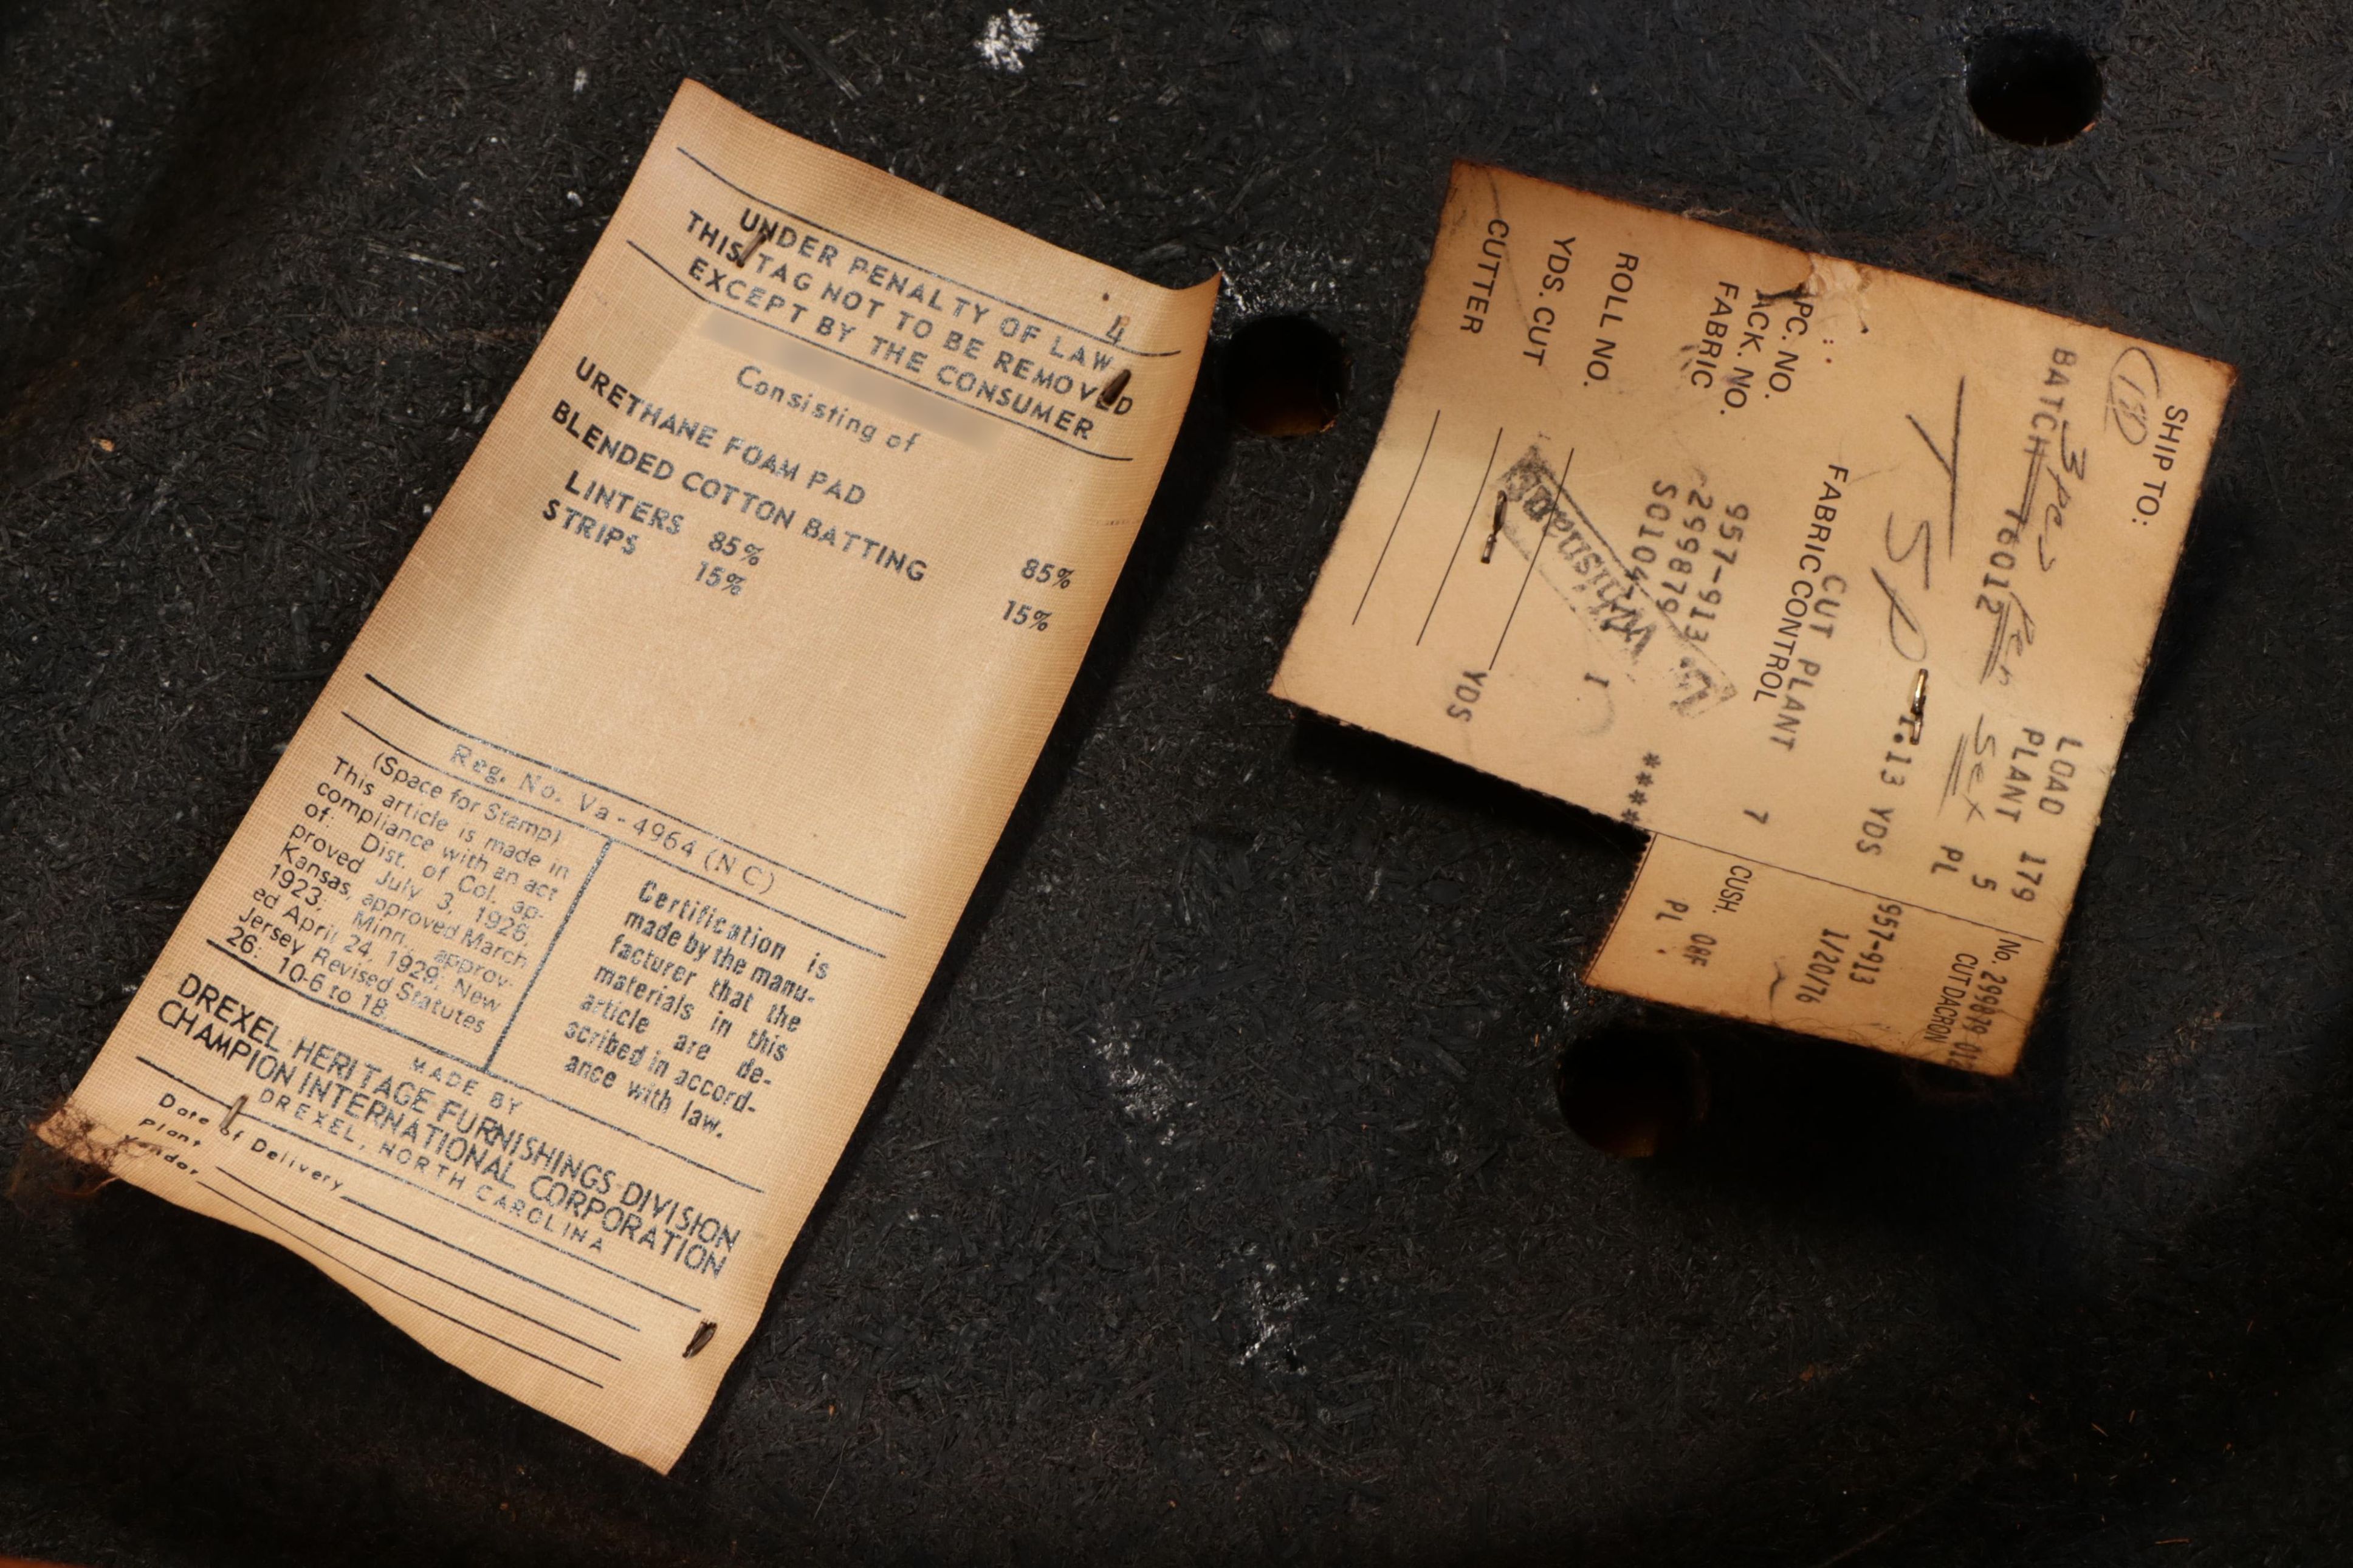 4
UNDER PENALTY OF LAW
THIS TAG NOT TO BE REMOVED
EXCEPT BY THE CONSUMER
Consisting of
URETHANE FOAM PAD 85%
BLENDED COTTON BATTING 15%
LINTERS 85%
STRIPS 15%
Reg. No. Va - 4964 (N C)
(Space for Stamp)
This article is made in
compliance with an act
of: Dist. of Col. ap-
proved July 3, 1926;
Kansas, approved March
1923; Minn. approv-
ed April 24, 1929; New
Jersey Revised Statutes
26: 10-6 to 18.
Certification is
made by the manu-
facturer that the
materials in this
article are de-
scribed in accord-
ance with law.
MADE BY
DREXEL HERITAGE FURNISHINGS DIVISION
CHAMPION INTERNATIONAL CORPORATION
DREXEL, NORTH CAROLINA
Date of Delivery
Plant
Vendor
SHIP TO:
LOAD 179
BATCH 76012 PLANT 5
3 pcs
PL
5P
13 YDS
FABRIC CONTROL
CUT PLANT 7
PC. NO.
JACK. NO. 957-913
FABRIC 299879
S0104
ROLL NO.
YDS. CUT YDS
CUTTER
L. Whisnant
*****
No. 299879
CUT DACRON
957-913
1/20/76
CUSH. 08F
PL